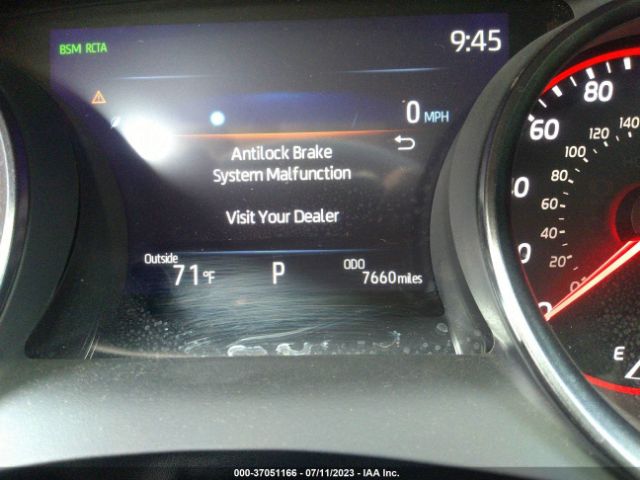 BSM RCTA
9:45
0 MPH
Antilock Brake
System Malfunction
Visit Your Dealer
Outside
71°F
P
ODO
7660 miles
80
60
140
120
100
80
60
40
20
0
E
000-37051166 - 07/11/2023 - IAA Inc.